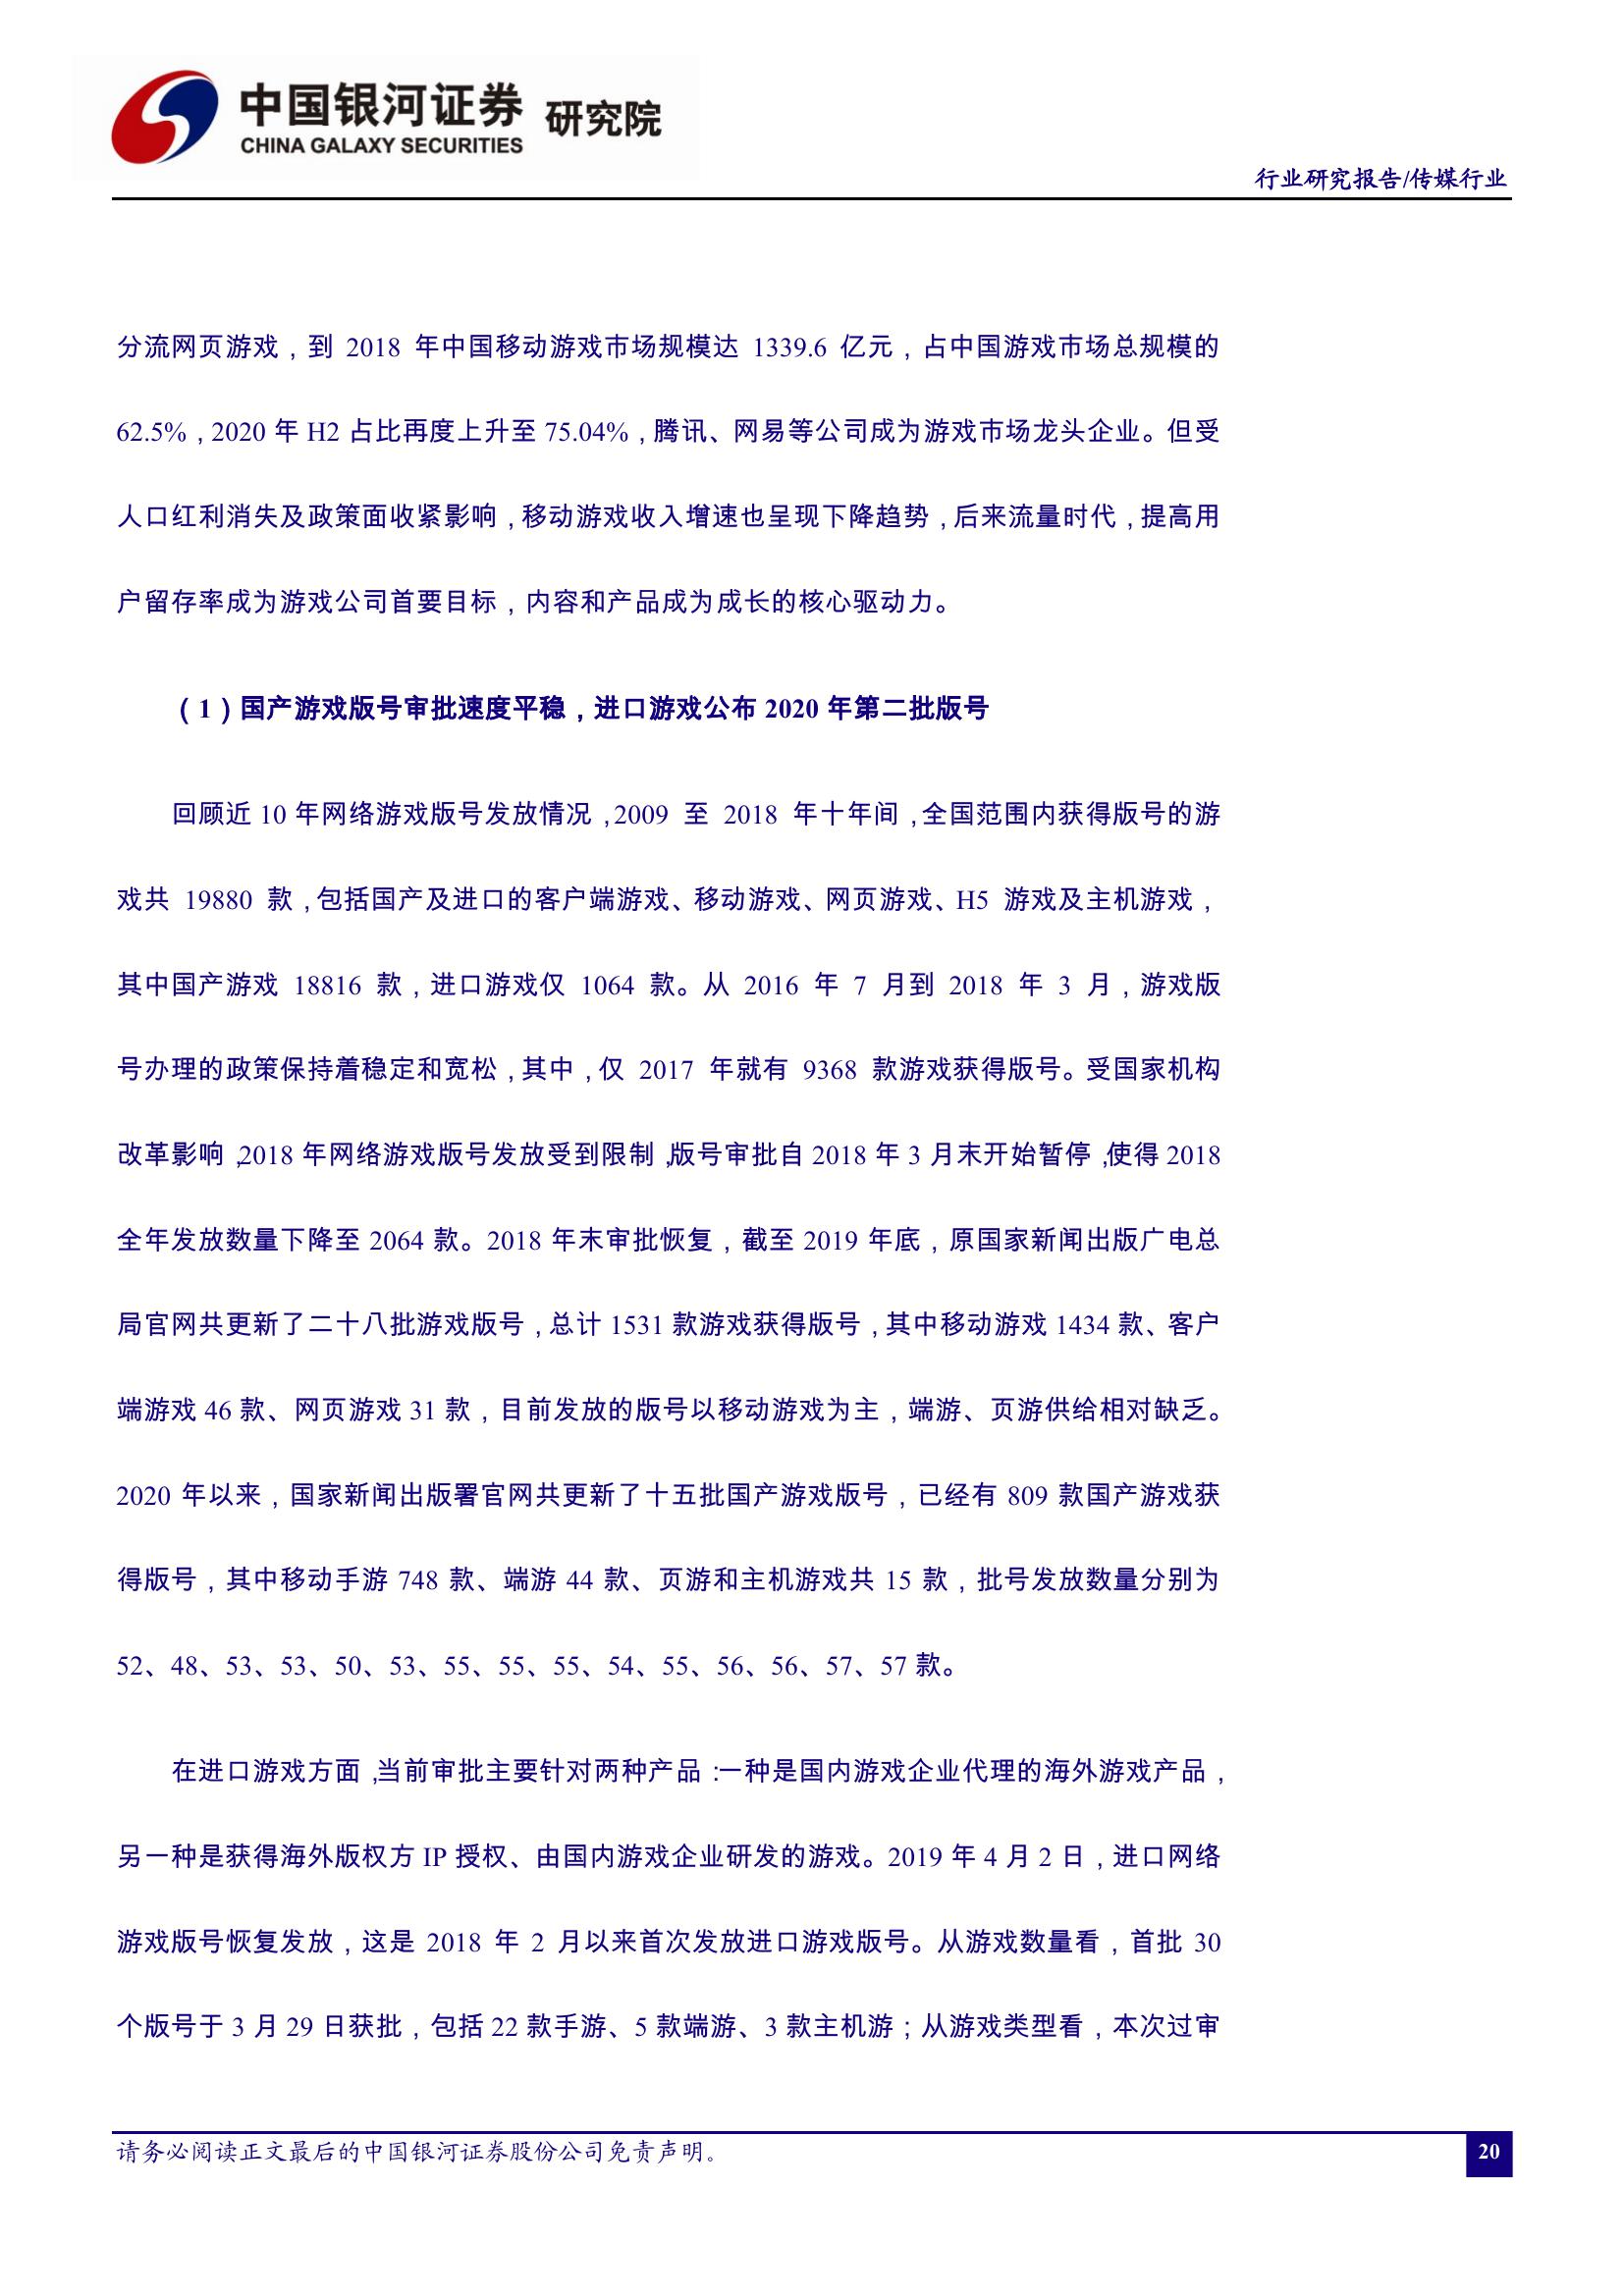 中国银河证券 研究院
CHINA GALAXY SECURITIES
行业研究报告/传媒行业
分流网页游戏，到 2018 年中国移动游戏市场规模达 1339.6 亿元，占中国游戏市场总规模的
62.5%，2020 年 H2 占比再度上升至 75.04%，腾讯、网易等公司成为游戏市场龙头企业。但受
人口红利消失及政策面收紧影响，移动游戏收入增速也呈现下降趋势，后来流量时代，提高用
户留存率成为游戏公司首要目标，内容和产品成为成长的核心驱动力。
（1）国产游戏版号审批速度平稳，进口游戏公布 2020 年第二批版号
回顾近 10 年网络游戏版号发放情况，2009 至 2018 年十年间，全国范围内获得版号的游
戏共 19880 款，包括国产及进口的客户端游戏、移动游戏、网页游戏、H5 游戏及主机游戏，
其中国产游戏 18816 款，进口游戏仅 1064 款。从 2016 年 7 月到 2018 年 3 月，游戏版
号办理的政策保持着稳定和宽松，其中，仅 2017 年就有 9368 款游戏获得版号。受国家机构
改革影响，2018 年网络游戏版号发放受到限制，版号审批自 2018 年 3 月末开始暂停，使得 2018
全年发放数量下降至 2064 款。2018 年末审批恢复，截至 2019 年底，原国家新闻出版广电总
局官网共更新了二十八批游戏版号，总计 1531 款游戏获得版号，其中移动游戏 1434 款、客户
端游戏 46 款、网页游戏 31 款，目前发放的版号以移动游戏为主，端游、页游供给相对缺乏。
2020 年以来，国家新闻出版署官网共更新了十五批国产游戏版号，已经有 809 款国产游戏获
得版号，其中移动手游 748 款、端游 44 款、页游和主机游戏共 15 款，批号发放数量分别为
52、48、53、53、50、53、55、55、55、54、55、56、56、57、57 款。
在进口游戏方面，当前审批主要针对两种产品：一种是国内游戏企业代理的海外游戏产品，
另一种是获得海外版权方 IP 授权、由国内游戏企业研发的游戏。2019 年 4 月 2 日，进口网络
游戏版号恢复发放，这是 2018 年 2 月以来首次发放进口游戏版号。从游戏数量看，首批 30
个版号于 3 月 29 日获批，包括 22 款手游、5 款端游、3 款主机游；从游戏类型看，本次过审
请务必阅读正文最后的中国银河证券股份公司免责声明。
20